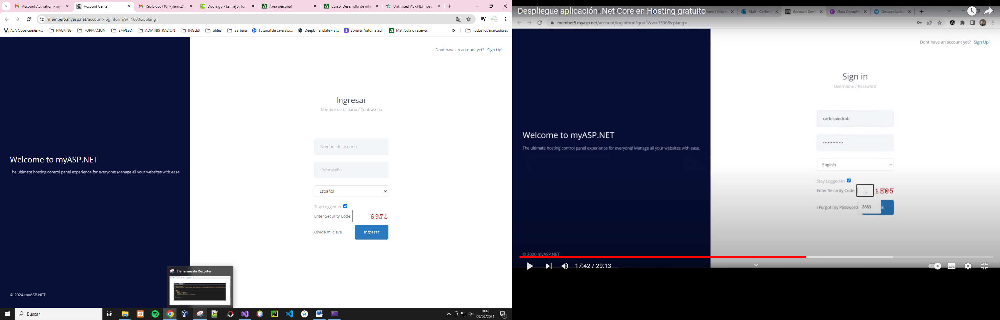 Account Activation - my
Account Center
Recibidos (10) - jferric21
Duolingo - La mejor form
Área personal
Curso: Desarrollo de inte
Unlimited ASP.NET hosti
member5.myasp.net/account/loginform?w=1680&cplang=
AvA Oposiciones –...
HACKING
FORMACION
EMPLEO
ADMINISTRACION
INGLES
útiles
Barbara
Tutorial de Java Swi...
DeepL Translate - El...
Sonara: Automated...
Matrícula o reserva...
»
Todos los marcadores
Dont have an account yet? Sign Up!
Ingresar
Nombre de Usuario / Contraseña
Nombre de Usuario
Contraseña
Español
Stay Logged-In
Enter Security Code: 6971
Olvidé mi clave
Ingresar
Welcome to myASP.NET
The ultimate hosting control panel experience for everyone! Manage all your websites with ease.
© 2024 myASP.NET
Herramienta Recortes
Buscar
10:43
09/05/2024
2
Despliegue aplicación .Net Core en Hosting gratuito
ome | Micros
Mail - Carlos P
Account Cent
Guia Complet
Desarrollador
member5.myasp.net/account/loginform?go=1&w=1536&cplang=
Dont have an account yet? Sign Up!
Sign in
Username / Password
carlospiedrab
English
Stay Logged-In
Enter Security Code: 1805
I Forgot my Password
2663
in
Welcome to myASP.NET
The ultimate hosting control panel experience for everyone! Manage all your websites with ease.
© 2020 myASP.NET
17:42 / 29:13